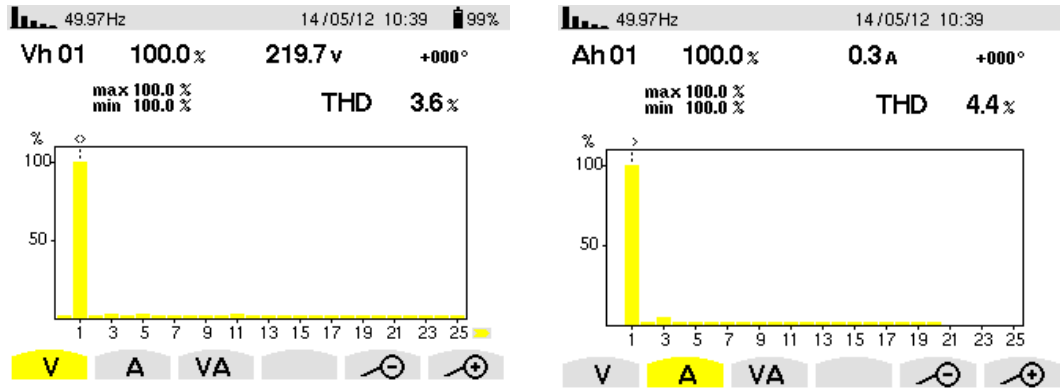 49.97Hz 14/05/12 10:39 99%
Vh 01 100.0 % 219.7 V +000°
max 100.0 %
min 100.0 %
THD 3.6 %
%
100
50
1 3 5 7 9 11 13 15 17 19 21 23 25
V A VA
49.97Hz 14/05/12 10:39
Ah 01 100.0 % 0.3 A +000°
max 100.0 %
min 100.0 %
THD 4.4 %
%
100
50
1 3 5 7 9 11 13 15 17 19 21 23 25
V A VA